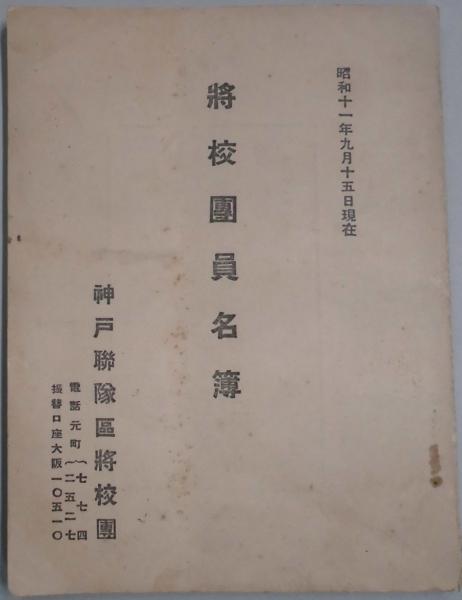 昭和十一年九月十五日現在
將校團員名簿
神戸聯隊區將校團
電話元町{一七七四
{二五二七
振替口座大阪一〇五一〇